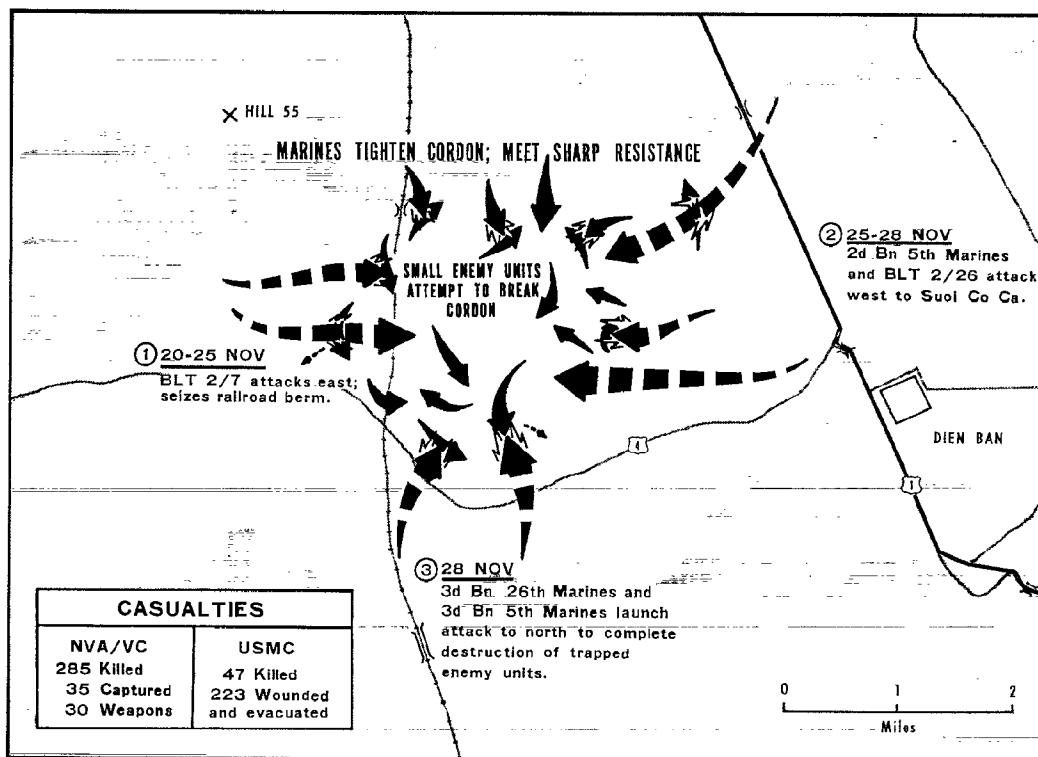 HILL 55
MARINES TIGHTEN CORDON; MEET SHARP RESISTANCE
SMALL ENEMY UNITS
ATTEMPT TO BREAK
CORDON
② 25-28 NOV
2d Bn 5th Marines
and BLT 2/26 attack
west to Suoi Co Ca.
① 20-25 NOV
BLT 2/7 attacks east;
seizes railroad berm.
DIEN BAN
4
1
③ 28 NOV
3d Bn 26th Marines and
3d Bn 5th Marines launch
attack to north to complete
destruction of trapped
enemy units.
CASUALTIES
NVA/VC
285 Killed
35 Captured
30 Weapons
USMC
47 Killed
223 Wounded
and evacuated
0 1 2
Miles